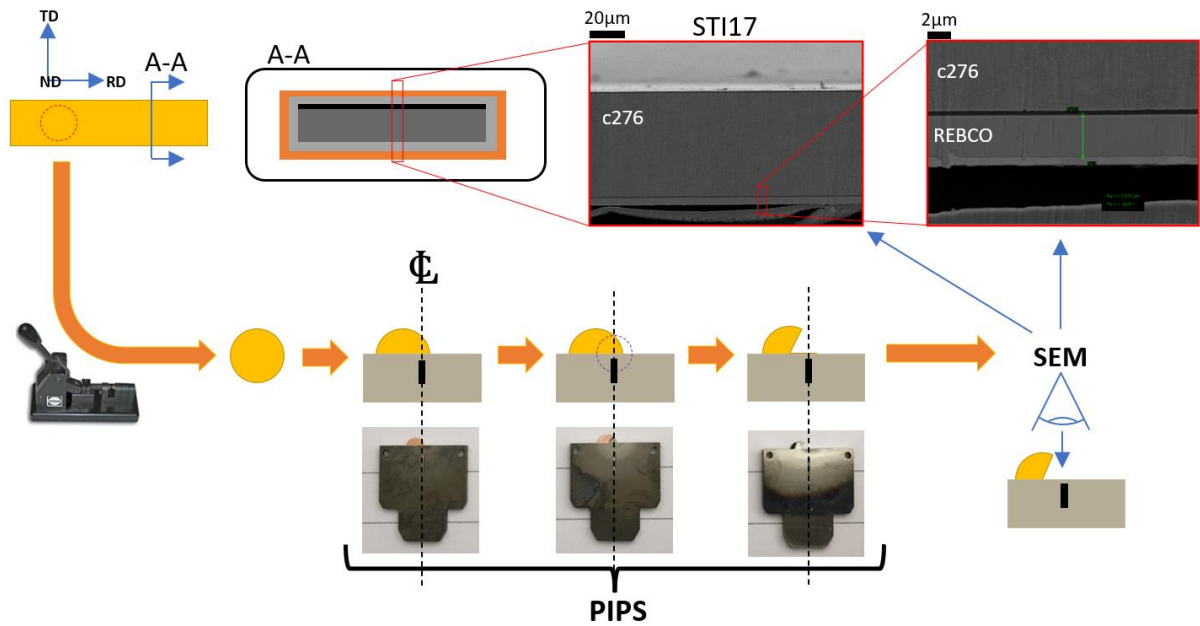 TD
ND
RD
A-A
A-A
20µm
STI17
c276
2µm
c276
REBCO
℄
SEM
PIPS